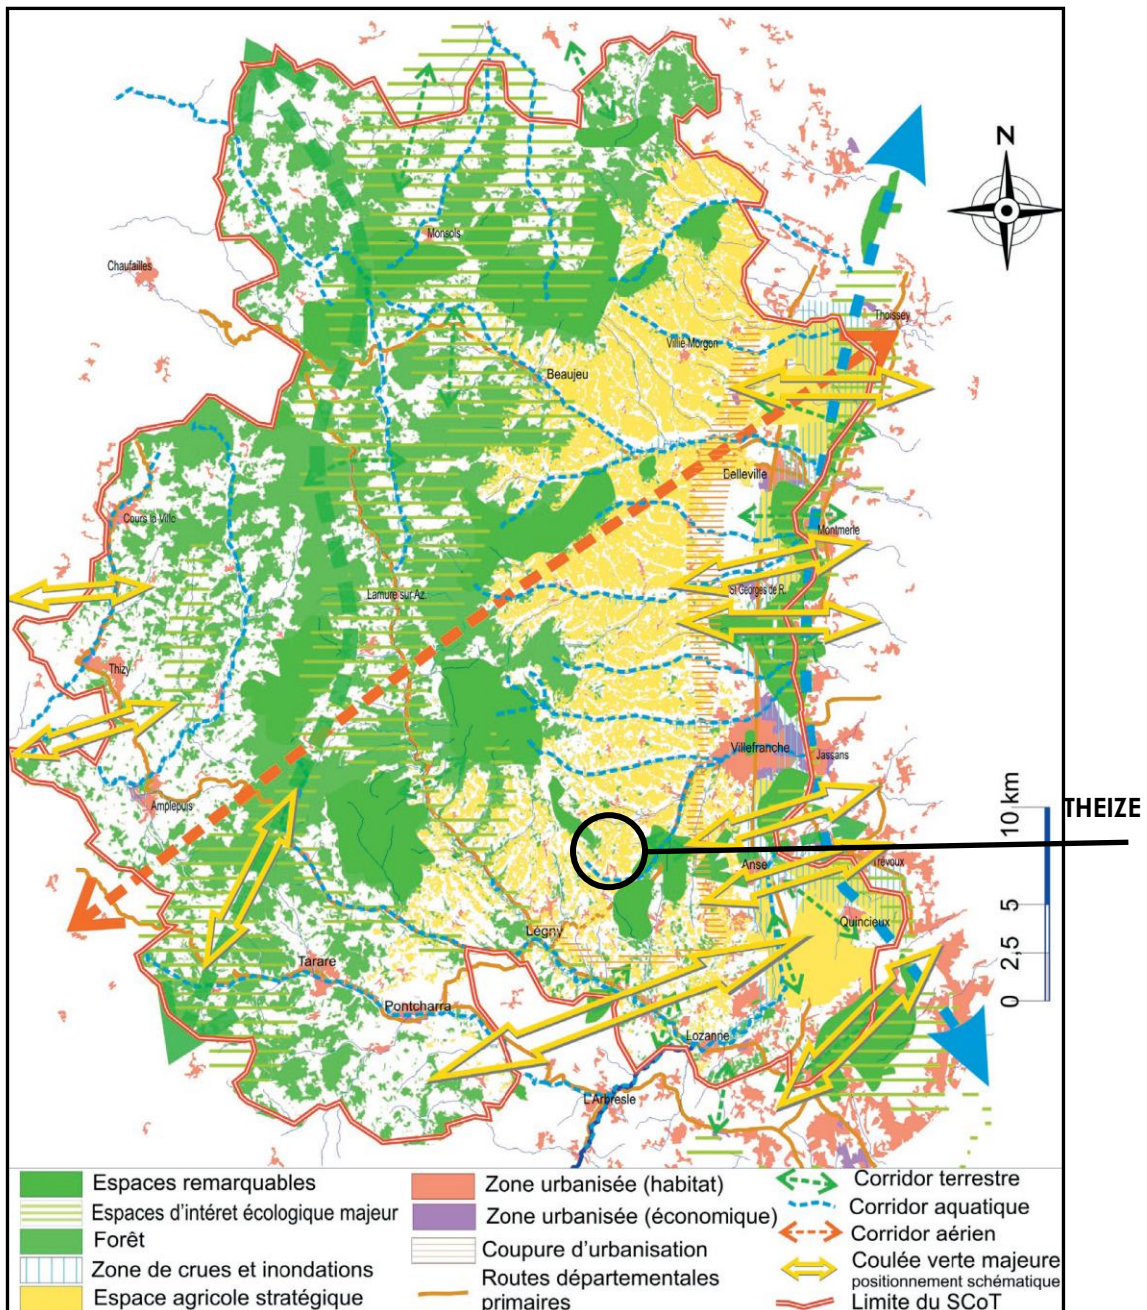 N
Monsols
Chaufailles
Thoissey
Villié Morgon
Beaujeu
Belleville
Cours la Ville
Montmerle
Lamure sur Az.
St Georges de R.
Thizy
Villefranche
Jassans
Amplepuis
10 km
THEIZE
Anse
Trévoux
5
Quincieux
Légny
2,5
Tarare
0
Pontcharra
Lozanne
L'Arbresle
Espaces remarquables
Espaces d'intéret écologique majeur
Forêt
Zone de crues et inondations
Espace agricole stratégique
Zone urbanisée (habitat)
Zone urbanisée (économique)
Coupure d'urbanisation
Routes départementales
primaires
Corridor terrestre
Corridor aquatique
Corridor aérien
Coulée verte majeure
positionnement schématique
Limite du SCoT